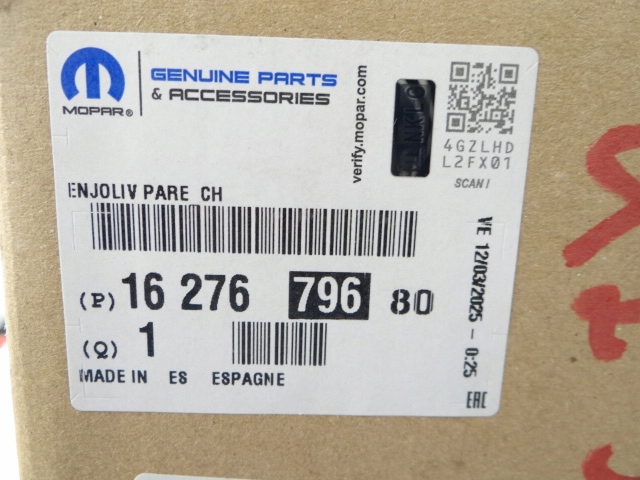 MOPAR®
GENUINE PARTS
& ACCESSORIES
verify.mopar.com
4GZLHD
L2FX01
SCAN!
ENJOLIV PARE CH
(P) 16 276 796 80
(Q) 1
MADE IN ES ESPAGNE
VE 12/03/2025 - 0:25
EAC